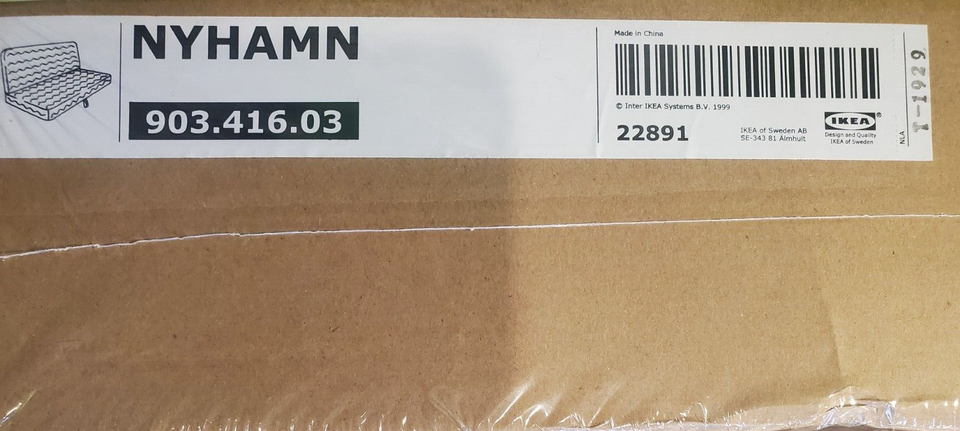 NYHAMN
903.416.03
Made in China
© Inter IKEA Systems B.V. 1999
22891
IKEA of Sweden AB
SE-343 81 Älmhult
IKEA®
Design and Quality
IKEA of Sweden
NLA
T-1929